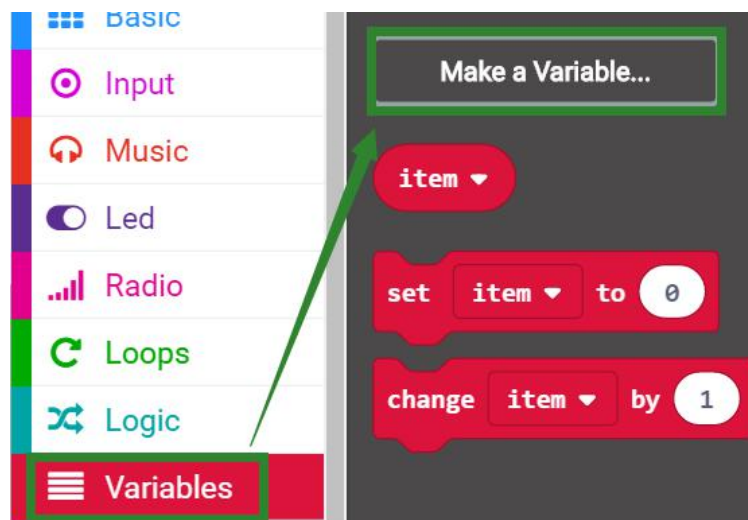 Basic
Input
Music
Led
Radio
Loops
Logic
Variables
Make a Variable...
item
set item to 0
change item by 1